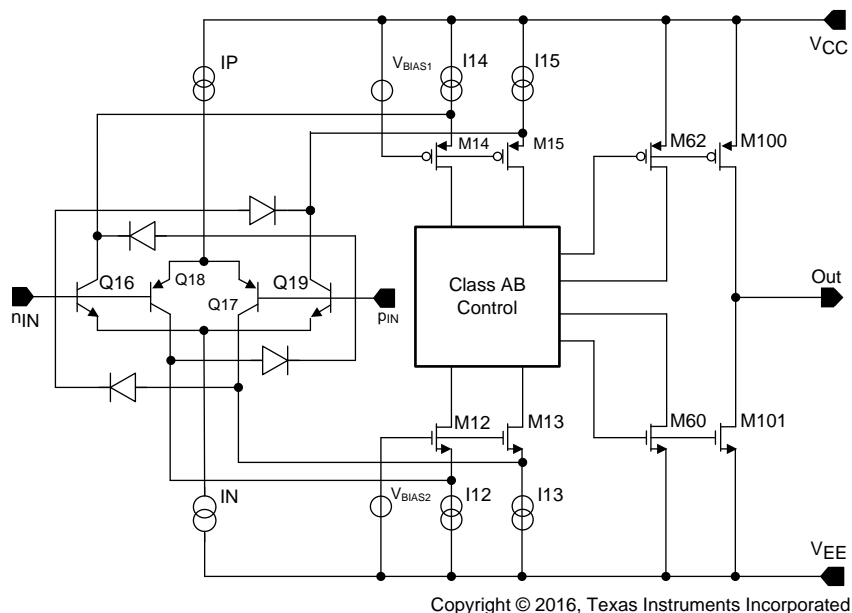 VCC
IP
VBIAS1
I14
I15
M14
M15
M62
M100
Q16
Q18
Q17
Q19
nIN
pIN
Class AB
Control
Out
M12
M13
M60
M101
IN
VBIAS2
I12
I13
VEE
Copyright © 2016, Texas Instruments Incorporated